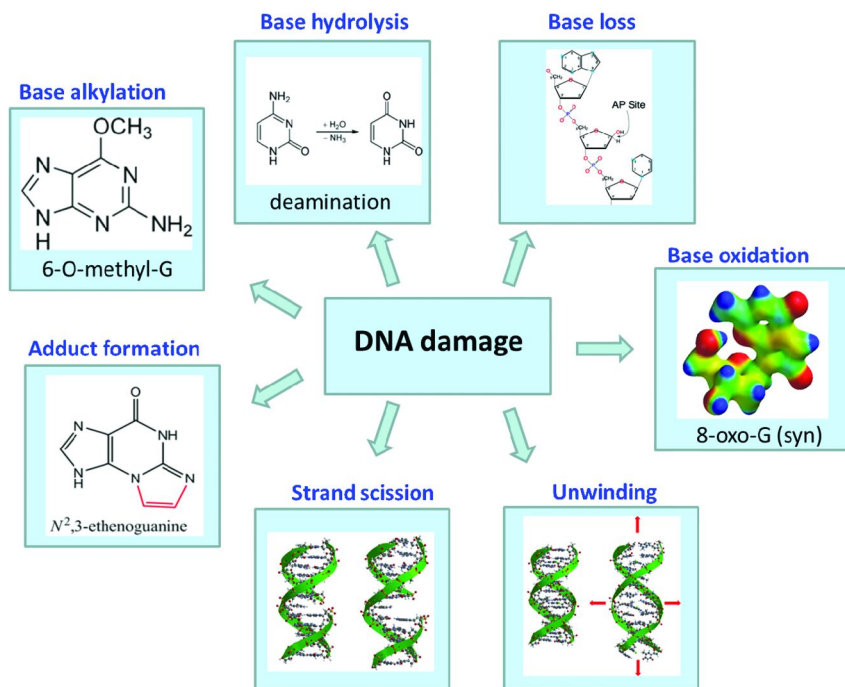 Base hydrolysis
Base loss
Base alkylation
OCH3
N
N
N
N
H
NH2
6-O-methyl-G
NH2
N
N
H
O
+ H2O
– NH3
O
NH
N
H
O
deamination
AP Site
Base oxidation
8-oxo-G (syn)
DNA damage
Adduct formation
O
N
NH
N
H
N
N
N2,3-ethenoguanine
Strand scission
Unwinding